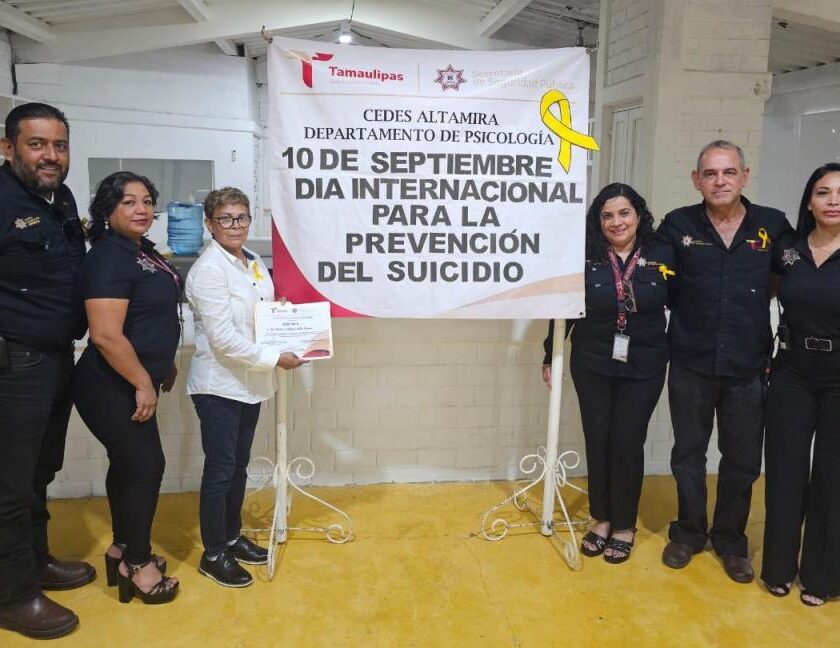 Tamaulipas
Secretaría
de Seguridad Pública
CEDES ALTAMIRA
DEPARTAMENTO DE PSICOLOGÍA
10 DE SEPTIEMBRE
DIA INTERNACIONAL
PARA LA
PREVENCIÓN
DEL SUICIDIO